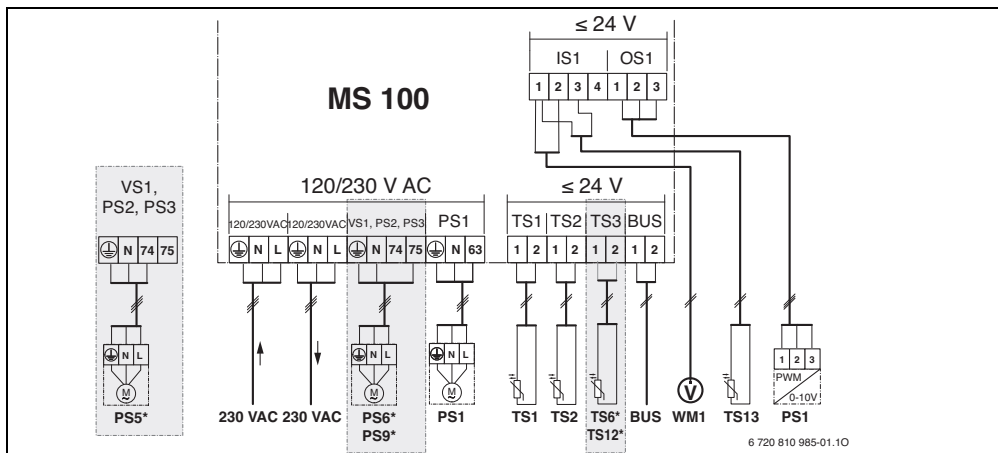 ≤ 24 V
IS1 OS1
1 2 3 4 1 2 3
MS 100
VS1,
PS2, PS3
120/230 V AC
≤ 24 V
120/230VAC 120/230VAC VS1, PS2, PS3 PS1
TS1 TS2 TS3 BUS
N 74 75
N L N L N 74 75 N 63
1 2 1 2 1 2 1 2
N L
M
~
N L
M
~
N L
M
~
V
1 2 3
PWM
0-10V
PS5* 230 VAC 230 VAC PS6* PS1 TS1 TS2 TS6* BUS WM1 TS13 PS1
PS9* TS12*
6 720 810 985-01.1O